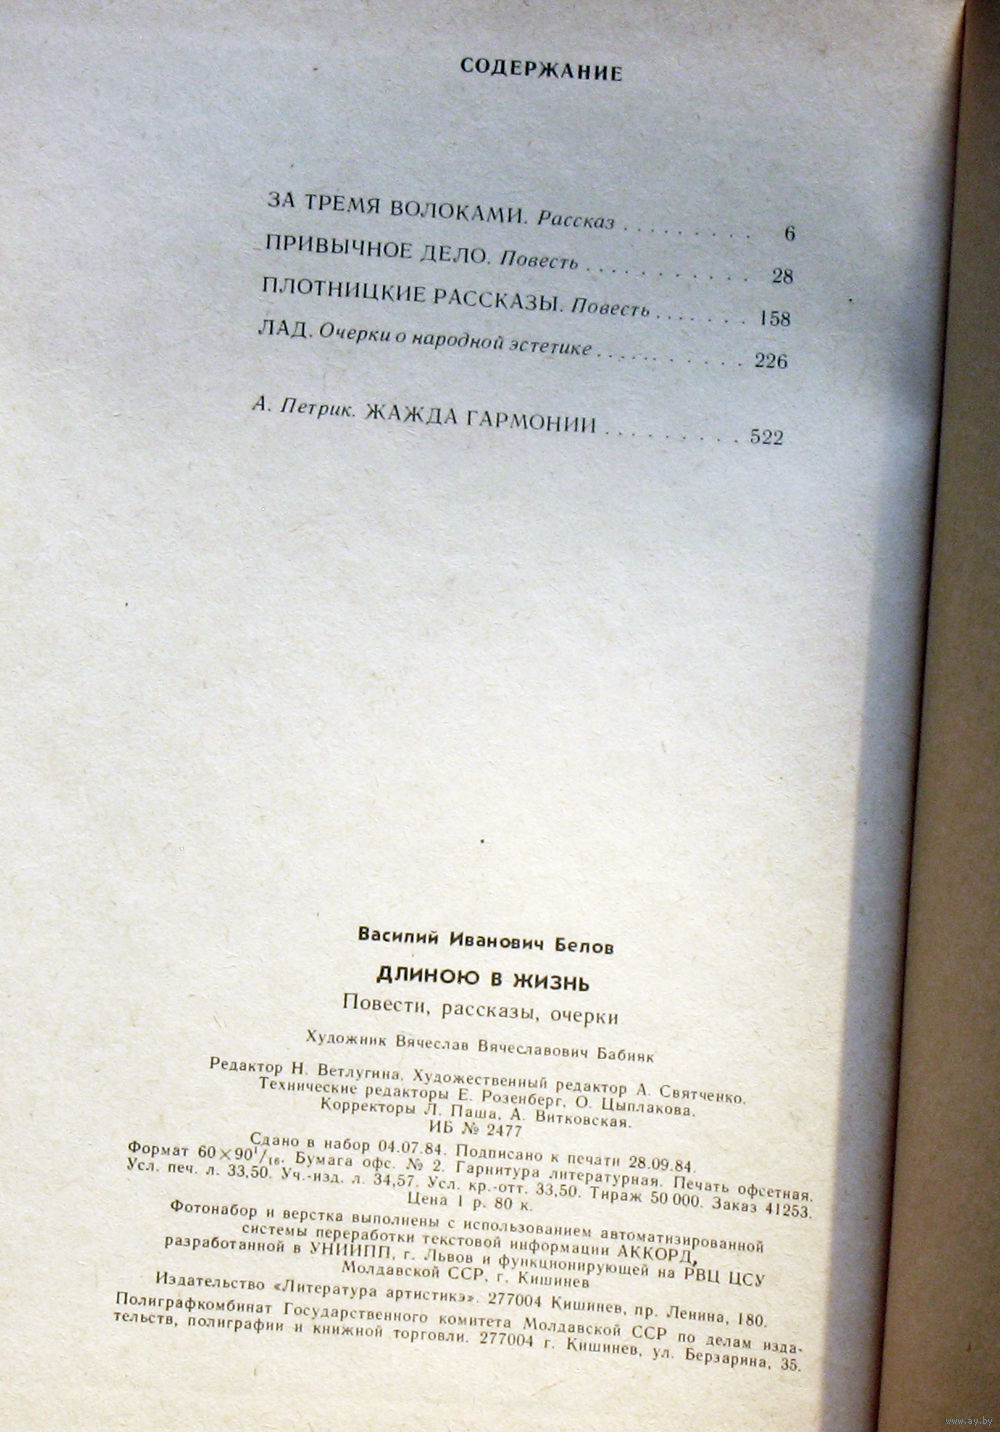 СОДЕРЖАНИЕ
ЗА ТРЕМЯ ВОЛОКАМИ. Рассказ . . . . . . . . . 6
ПРИВЫЧНОЕ ДЕЛО. Повесть . . . . . . . . . . . 28
ПЛОТНИЦКИЕ РАССКАЗЫ. Повесть . . . . . . . 158
ЛАД. Очерки о народной эстетике . . . . . . . . . . 226
А. Петрик. ЖАЖДА ГАРМОНИИ . . . . . . . . . 522
Василий Иванович Белов
ДЛИНОЮ В ЖИЗНЬ
Повести, рассказы, очерки
Художник Вячеслав Вячеславович Бабияк
Редактор Н. Ветлугина, Художественный редактор А. Святченко.
Технические редакторы Е. Розенберг, О. Цыплакова.
Корректоры Л. Паша, А. Витковская.
ИБ № 2477
Сдано в набор 04.07.84. Подписано к печати 28.09.84.
Формат 60×90¹/₁₆. Бумага офс. № 2. Гарнитура литературная. Печать офсетная.
Усл. печ. л. 33,50. Уч.-изд. л. 34,57. Усл. кр.-отт. 33,50. Тираж 50 000. Заказ 41253.
Цена 1 р. 80 к.
Фотонабор и верстка выполнены с использованием автоматизированной
системы переработки текстовой информации АККОРД,
разработанной в УНИИПП, г. Львов и функционирующей на РВЦ ЦСУ
Молдавской ССР, г. Кишинев
Издательство «Литература артистикэ». 277004 Кишинев, пр. Ленина, 180.
Полиграфкомбинат Государственного комитета Молдавской ССР по делам изда-
тельств, полиграфии и книжной торговли. 277004 г. Кишинев, ул. Берзарина, 35.
www.ay.by